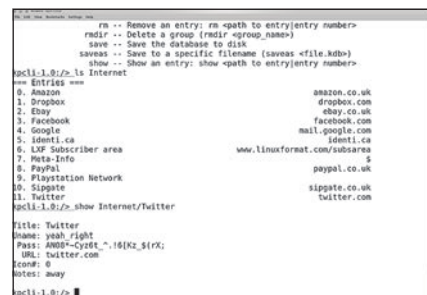 rm -- Remove an entry: rm <path to entry|entry number>
rmdir -- Delete a group (rmdir <group_name>)
save -- Save the database to disk
saveas -- Save to a specific filename (saveas <file.kdb>)
show -- Show an entry: show <path to entry|entry number>
kpcli-1.0:/> ls Internet
=== Entries ===
0. Amazon amazon.co.uk
1. Dropbox dropbox.com
2. Ebay ebay.co.uk
3. Facebook facebook.com
4. Google mail.google.com
5. identi.ca identi.ca
6. LXF Subscriber area www.linuxformat.com/subsarea
7. Meta-Info $
8. PayPal paypal.co.uk
9. Playstation Network
10. Sipgate sipgate.co.uk
11. Twitter twitter.com
kpcli-1.0:/> show Internet/Twitter
Title: Twitter
Uname: yeah_right
Pass: AN08*~Cyz6t_^.!6[Kz_$(rX;
URL: twitter.com
Icon#: 0
Notes: away
kpcli-1.0:/>